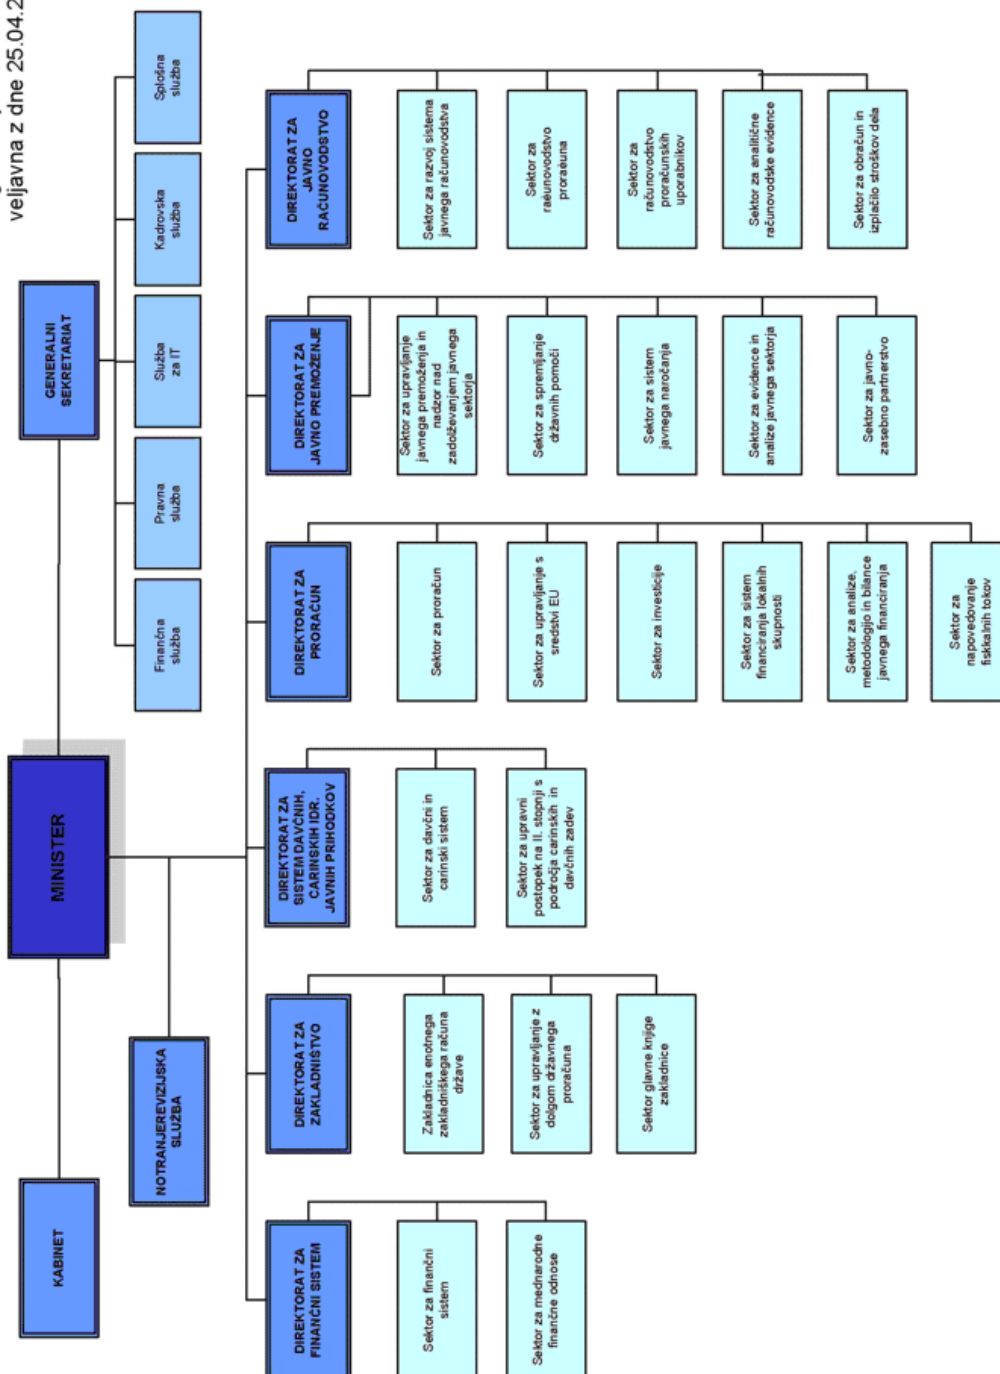 veljavna z dne 25.04.2
MINISTER
KABINET
GENERALNI
SEKRETARIAT
NOTRANJEREVIZIJSKA
SLUŽBA
Finančna
služba
Pravna
služba
Služba
za IT
Kadrovska
služba
Splošna
služba
DIREKTORAT ZA
FINANČNI SISTEM
Sektor za finančni
sistem
Sektor za mednarodne
finančne odnose
DIREKTORAT ZA
ZAKLADNIŠTVO
Zakladnica enotnega
zakladniškega računa
države
Sektor za upravljanje z
dolgom državnega
proračuna
Sektor glavne knjige
zakladnice
DIREKTORAT ZA
SISTEM DAVČNIH,
CARINSKIH IDR.
JAVNIH PRIHODKOV
Sektor za davčni in
carinski sistem
Sektor za upravni
postopek na II. stopnji s
področja carinskih in
davčnih zadev
DIREKTORAT ZA
PRORAČUN
Sektor za proračun
Sektor za upravljanje s
sredstvi EU
Sektor za investicije
Sektor za sistem
financiranja lokalnih
skupnosti
Sektor za analize,
metodologijo in bilance
javnega financiranja
Sektor za
napovedovanje
fiskkalnih tokov
DIREKTORAT ZA
JAVNO PREMOŽENJE
Sektor za upravljanje
javnega premoženja in
nadzor nad
zadolževanjem javnega
sektorja
Sektor za spremljanje
državnih pomoči
Sektor za sistem
javnega naročanja
Sektor za evidence in
analize javnega sektorja
Sektor za javno-
zasebno partnerstvo
DIREKTORAT ZA
JAVNO
RAČUNOVODSTVO
Sektor za razvoj sistema
javnega računovodstva
Sektor za
raèunovodstvo
proraèuna
Sektor za
računovodstvo
proračunskih
uporabnikov
Sektor za analitične
računovodske evidence
Sektor za obračun in
izplačilo stroškov dela